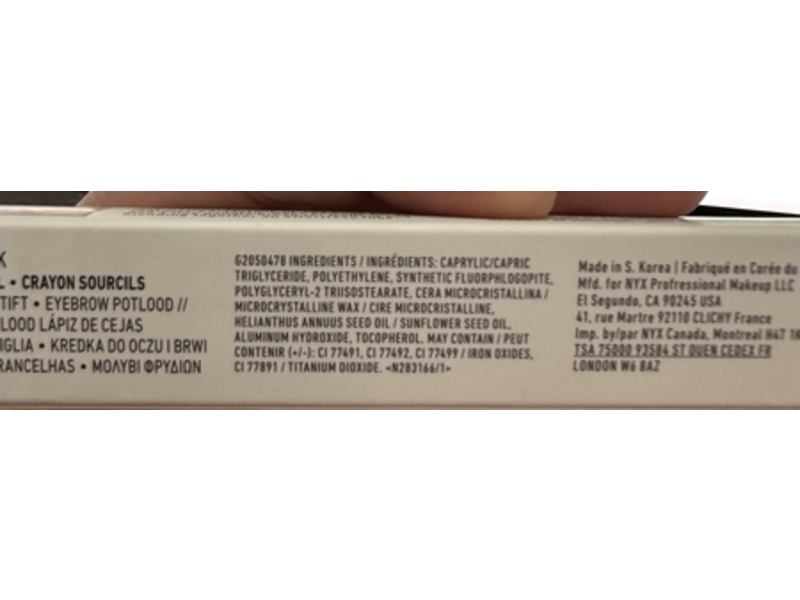 L • CRAYON SOURCILS
TIFT • EYEBROW POTLOOD //
LOOD LÁPIZ DE CEJAS
IGLIA • KREDKA DO OCZU I BRWI
RANCELHAS • ΜΟΛΥΒΙ ΦΡΥΔΙΩΝ
G2050478 INGREDIENTS / INGRÉDIENTS: CAPRYLIC/CAPRIC
TRIGLYCERIDE, POLYETHYLENE, SYNTHETIC FLUORPHLOGOPITE,
POLYGLYCERYL-2 TRIISOSTEARATE, CERA MICROCRISTALLINA /
MICROCRYSTALLINE WAX / CIRE MICROCRISTALLINE,
HELIANTHUS ANNUUS SEED OIL / SUNFLOWER SEED OIL,
ALUMINUM HYDROXIDE, TOCOPHEROL. MAY CONTAIN / PEUT
CONTENIR (+/-): CI 77491, CI 77492, CI 77499 / IRON OXIDES,
CI 77891 / TITANIUM DIOXIDE. <N283166/1>
Made in S. Korea | Fabriqué en Corée du
Mfd. for NYX Professional Makeup LLC
El Segundo, CA 90245 USA
41, rue Martre 92110 CLICHY France
Imp. by/par NYX Canada, Montreal H4T
TSA 75000 93584 ST OUEN CEDEX FR
LONDON W6 8AZ